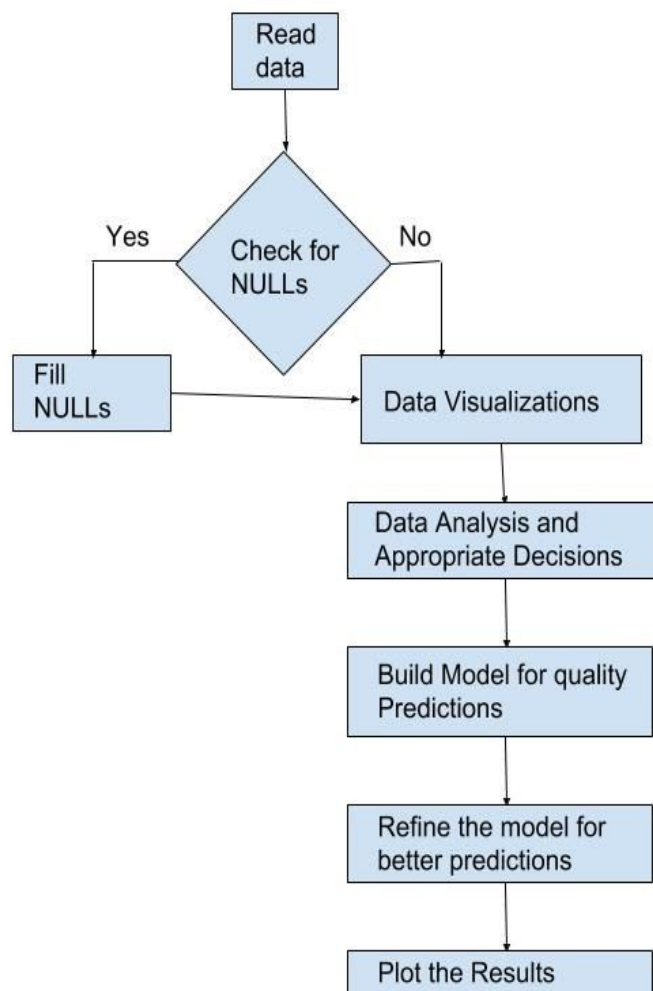 Read
data
Yes
No
Check for
NULLs
Fill
NULLs
Data Visualizations
Data Analysis and
Appropriate Decisions
Build Model for quality
Predictions
Refine the model for
better predictions
Plot the Results